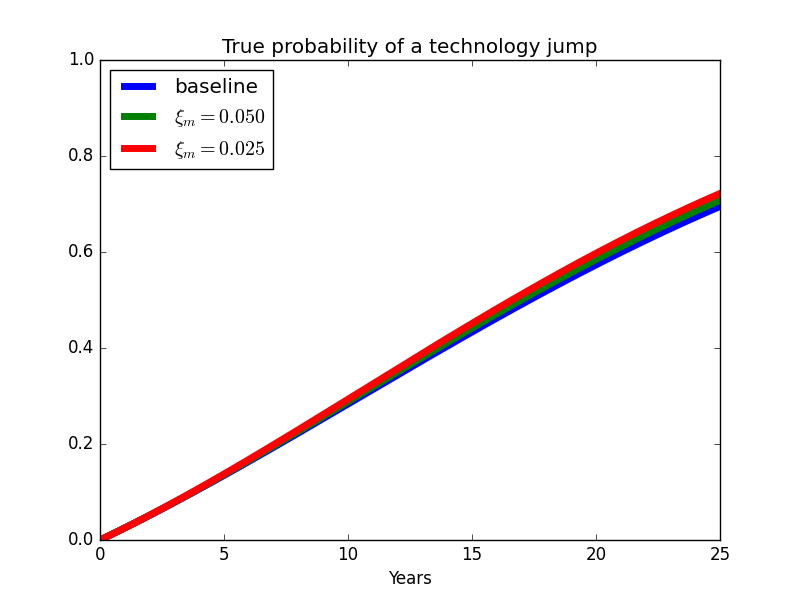 True probability of a technology jump
baseline
ξₘ = 0.050
ξₘ = 0.025
1.0
0.8
0.6
0.4
0.2
0.0
0 5 10 15 20 25
Years